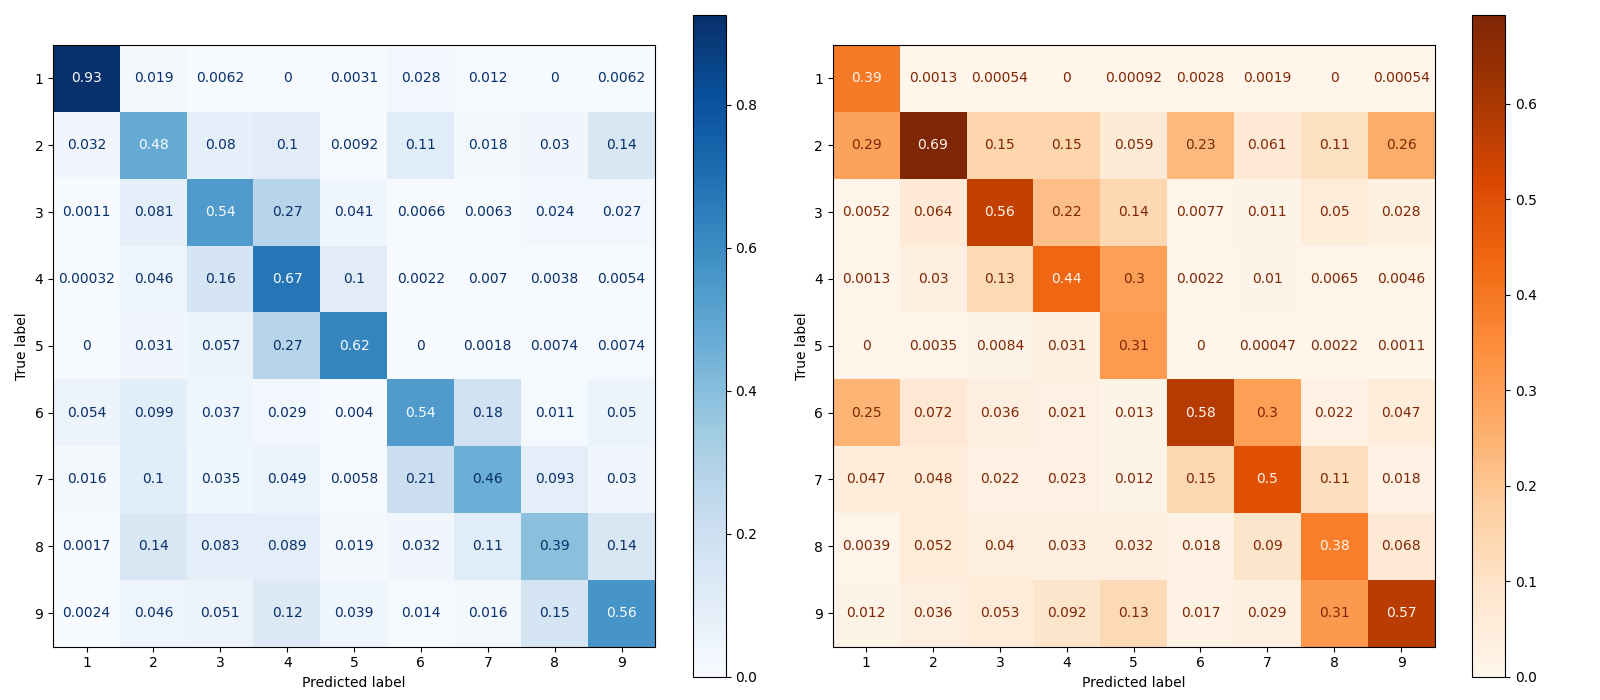 1 0.93 0.019 0.0062 0 0.0031 0.028 0.012 0 0.0062
2 0.032 0.48 0.08 0.1 0.0092 0.11 0.018 0.03 0.14
3 0.0011 0.081 0.54 0.27 0.041 0.0066 0.0063 0.024 0.027
4 0.00032 0.046 0.16 0.67 0.1 0.0022 0.007 0.0038 0.0054
5 0 0.031 0.057 0.27 0.62 0 0.0018 0.0074 0.0074
6 0.054 0.099 0.037 0.029 0.004 0.54 0.18 0.011 0.05
7 0.016 0.1 0.035 0.049 0.0058 0.21 0.46 0.093 0.03
8 0.0017 0.14 0.083 0.089 0.019 0.032 0.11 0.39 0.14
9 0.0024 0.046 0.051 0.12 0.039 0.014 0.016 0.15 0.56
1 2 3 4 5 6 7 8 9
Predicted label
True label
0.8
0.6
0.4
0.2
0.0
1 0.39 0.0013 0.00054 0 0.00092 0.0028 0.0019 0 0.00054
2 0.29 0.69 0.15 0.15 0.059 0.23 0.061 0.11 0.26
3 0.0052 0.064 0.56 0.22 0.14 0.0077 0.011 0.05 0.028
4 0.0013 0.03 0.13 0.44 0.3 0.0022 0.01 0.0065 0.0046
5 0 0.0035 0.0084 0.031 0.31 0 0.00047 0.0022 0.0011
6 0.25 0.072 0.036 0.021 0.013 0.58 0.3 0.022 0.047
7 0.047 0.048 0.022 0.023 0.012 0.15 0.5 0.11 0.018
8 0.0039 0.052 0.04 0.033 0.032 0.018 0.09 0.38 0.068
9 0.012 0.036 0.053 0.092 0.13 0.017 0.029 0.31 0.57
1 2 3 4 5 6 7 8 9
Predicted label
True label
0.6
0.5
0.4
0.3
0.2
0.1
0.0